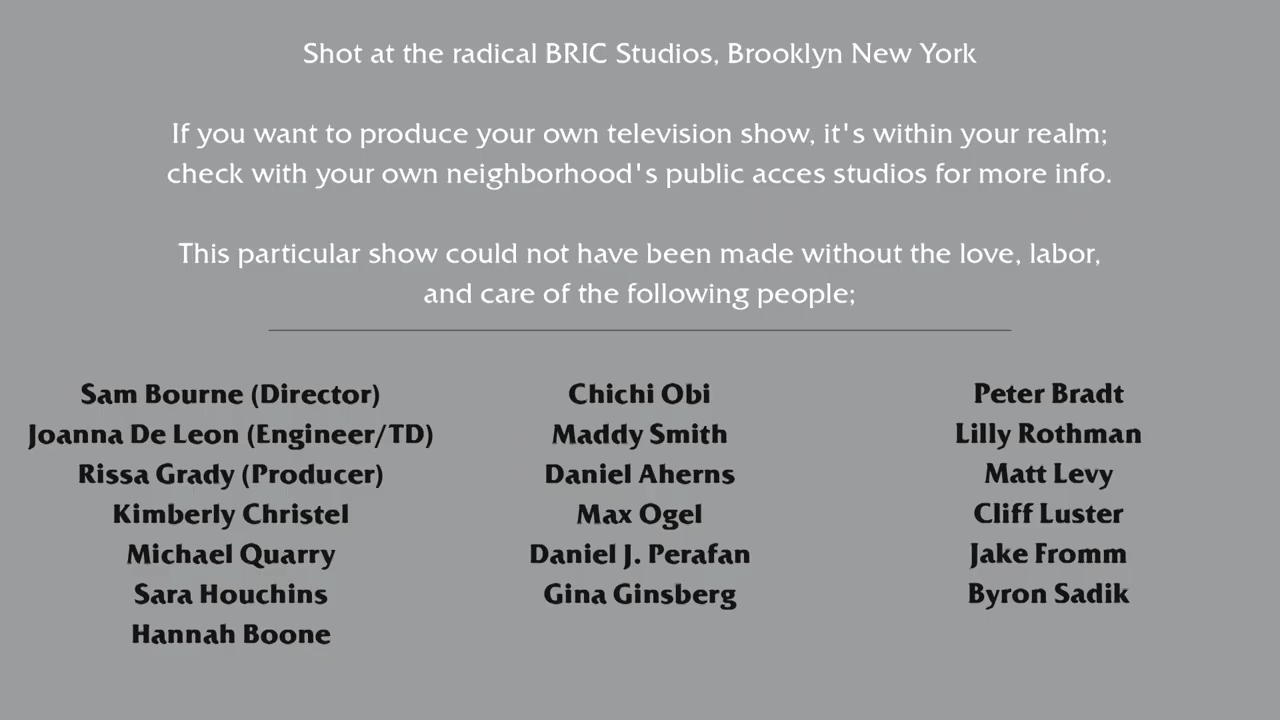 Shot at the radical BRIC Studios, Brooklyn New York
If you want to produce your own television show, it's within your realm;
check with your own neighborhood's public acces studios for more info.
This particular show could not have been made without the love, labor,
and care of the following people;
Sam Bourne (Director)
Joanna De Leon (Engineer/TD)
Rissa Grady (Producer)
Kimberly Christel
Michael Quarry
Sara Houchins
Hannah Boone
Chichi Obi
Maddy Smith
Daniel Aherns
Max Ogel
Daniel J. Perafan
Gina Ginsberg
Peter Bradt
Lilly Rothman
Matt Levy
Cliff Luster
Jake Fromm
Byron Sadik